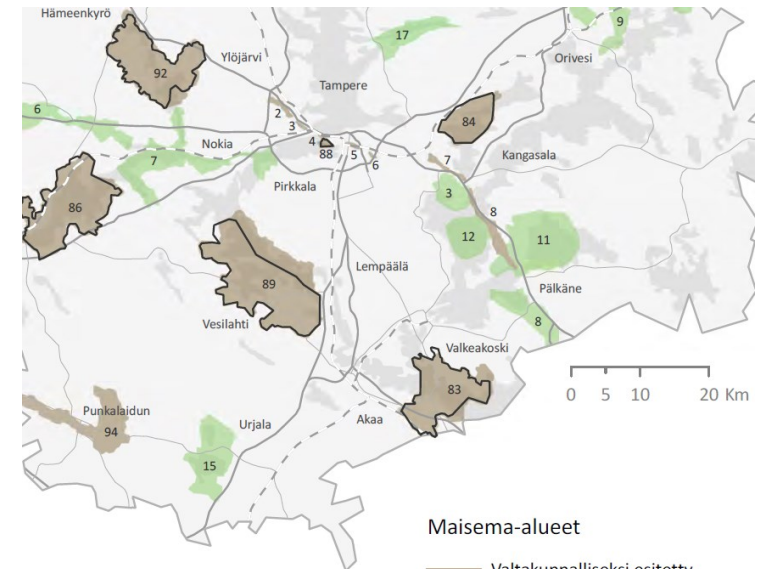 Hämeenkyrö
9
17
Ylöjärvi
Orivesi
92
Tampere
6
2
84
3
Nokia
4
88
5
6
7
7
Kangasala
Pirkkala
3
86
8
12
11
Lempäälä
89
Pälkäne
Vesilahti
8
Valkeakoski
0 5 10 20 Km
83
Punkalaidun
Akaa
94
Urjala
15
Maisema-alueet
Valtakunnalliseksi esitetty